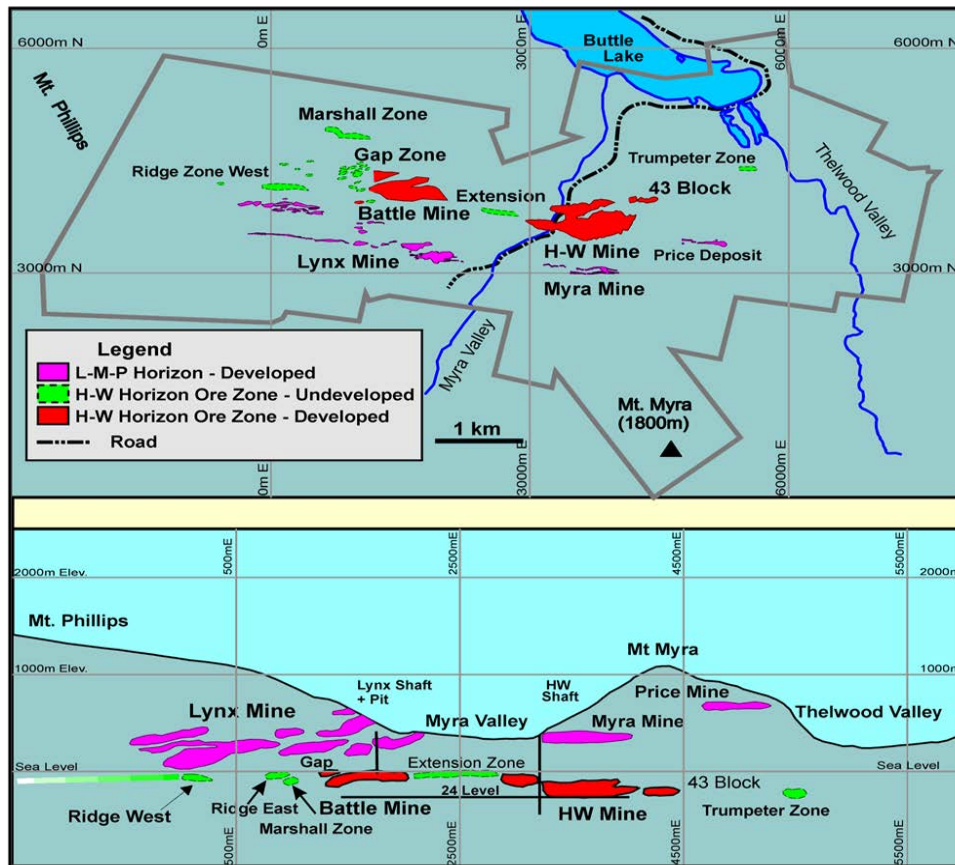 0m E
3000m E
6000m E
6000m N
6000m N
Mt. Phillips
Buttle
Lake
Marshall Zone
Gap Zone
Ridge Zone West
Trumpeter Zone
Thelwood Valley
Extension
43 Block
Battle Mine
H-W Mine
Lynx Mine
Price Deposit
3000m N
3000m N
Myra Mine
Myra Valley
Legend
L-M-P Horizon - Developed
H-W Horizon Ore Zone - Undeveloped
H-W Horizon Ore Zone - Developed
Road
1 km
Mt. Myra
(1800m)
0m E
3000m E
6000m E
500mE
2500mE
4500mE
5500mE
2000m Elev.
2000m
Mt. Phillips
Mt Myra
1000m Elev.
1000m
Lynx Shaft
+ Pit
HW
Shaft
Price Mine
Lynx Mine
Myra Valley
Myra Mine
Thelwood Valley
Sea Level
Gap
Extension Zone
Sea Level
24 Level
43 Block
Ridge West
Ridge East
Battle Mine
HW Mine
Trumpeter Zone
Marshall Zone
500mE
2500mE
4500mE
5500mE